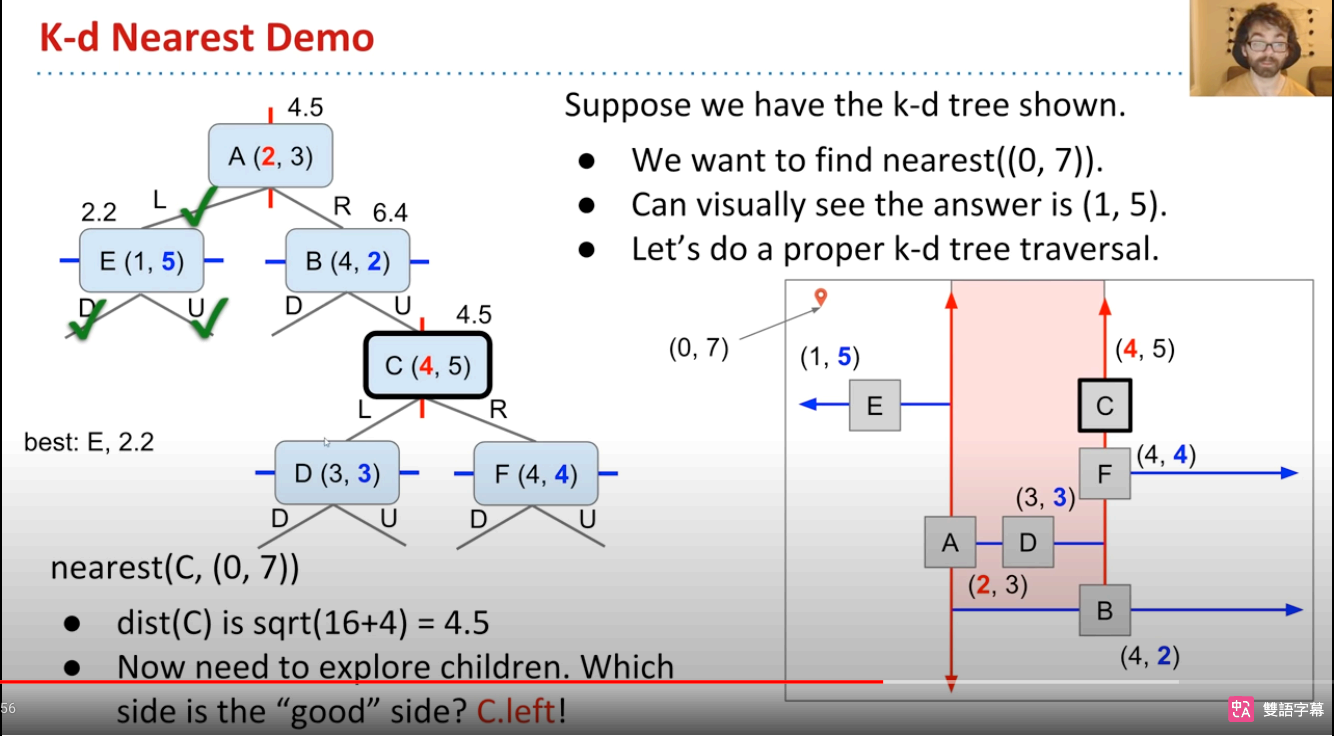 K-d Nearest Demo
4.5
A (2, 3)
L
R
2.2
6.4
E (1, 5)
B (4, 2)
D
U
D
U
4.5
C (4, 5)
L
R
best: E, 2.2
D (3, 3)
F (4, 4)
D
U
D
U
nearest(C, (0, 7))
● dist(C) is sqrt(16+4) = 4.5
● Now need to explore children. Which
side is the “good” side? C.left!
Suppose we have the k-d tree shown.
● We want to find nearest((0, 7)).
● Can visually see the answer is (1, 5).
● Let’s do a proper k-d tree traversal.
(0, 7)
(1, 5)
(4, 5)
E
C
(4, 4)
F
(3, 3)
A
D
(2, 3)
B
(4, 2)
56
中A 雙語字幕